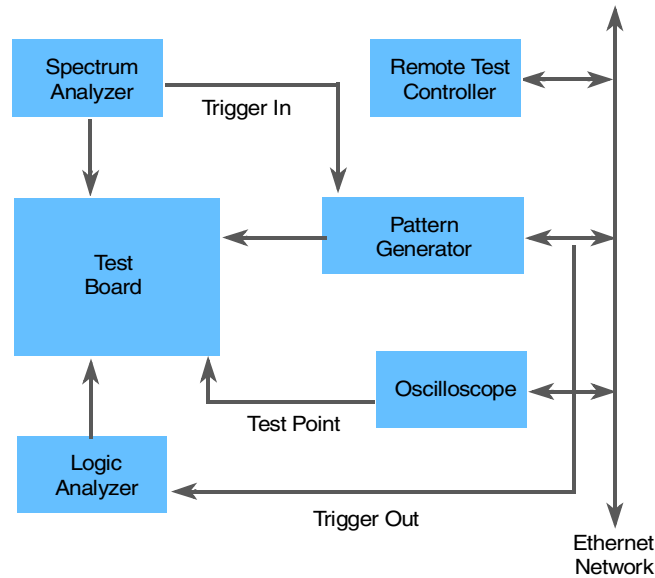 Spectrum
Analyzer
Remote Test
Controller
Trigger In
Pattern
Generator
Test
Board
Oscilloscope
Test Point
Logic
Analyzer
Trigger Out
Ethernet
Network